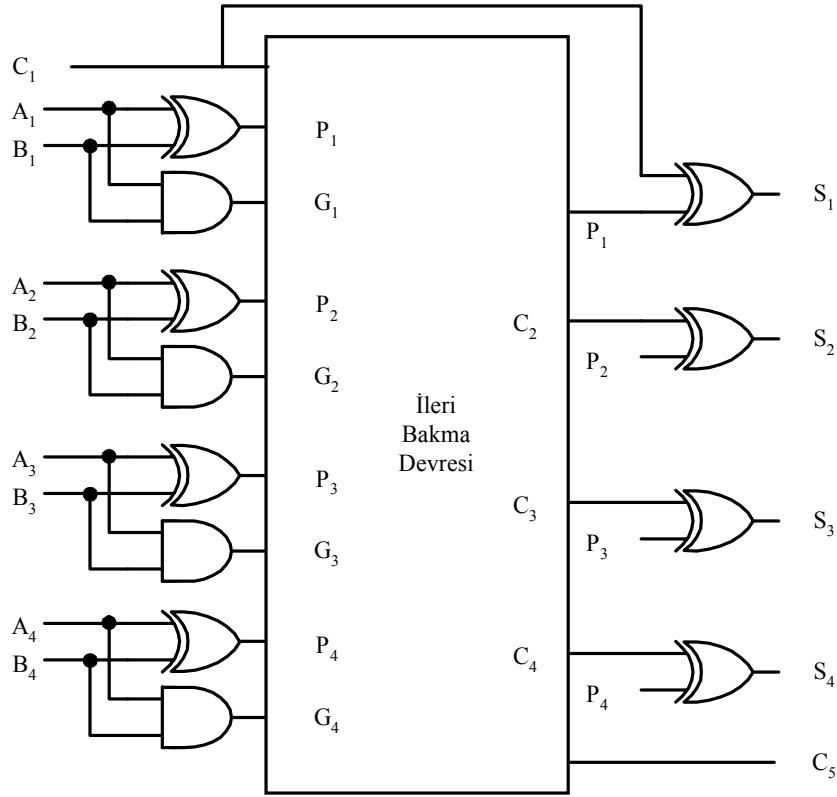 C₁
A₁
B₁
P₁
G₁
P₁
S₁
A₂
B₂
P₂
G₂
C₂
P₂
S₂
İleri
Bakma
Devresi
A₃
B₃
P₃
G₃
C₃
P₃
S₃
A₄
B₄
P₄
G₄
C₄
P₄
S₄
C₅